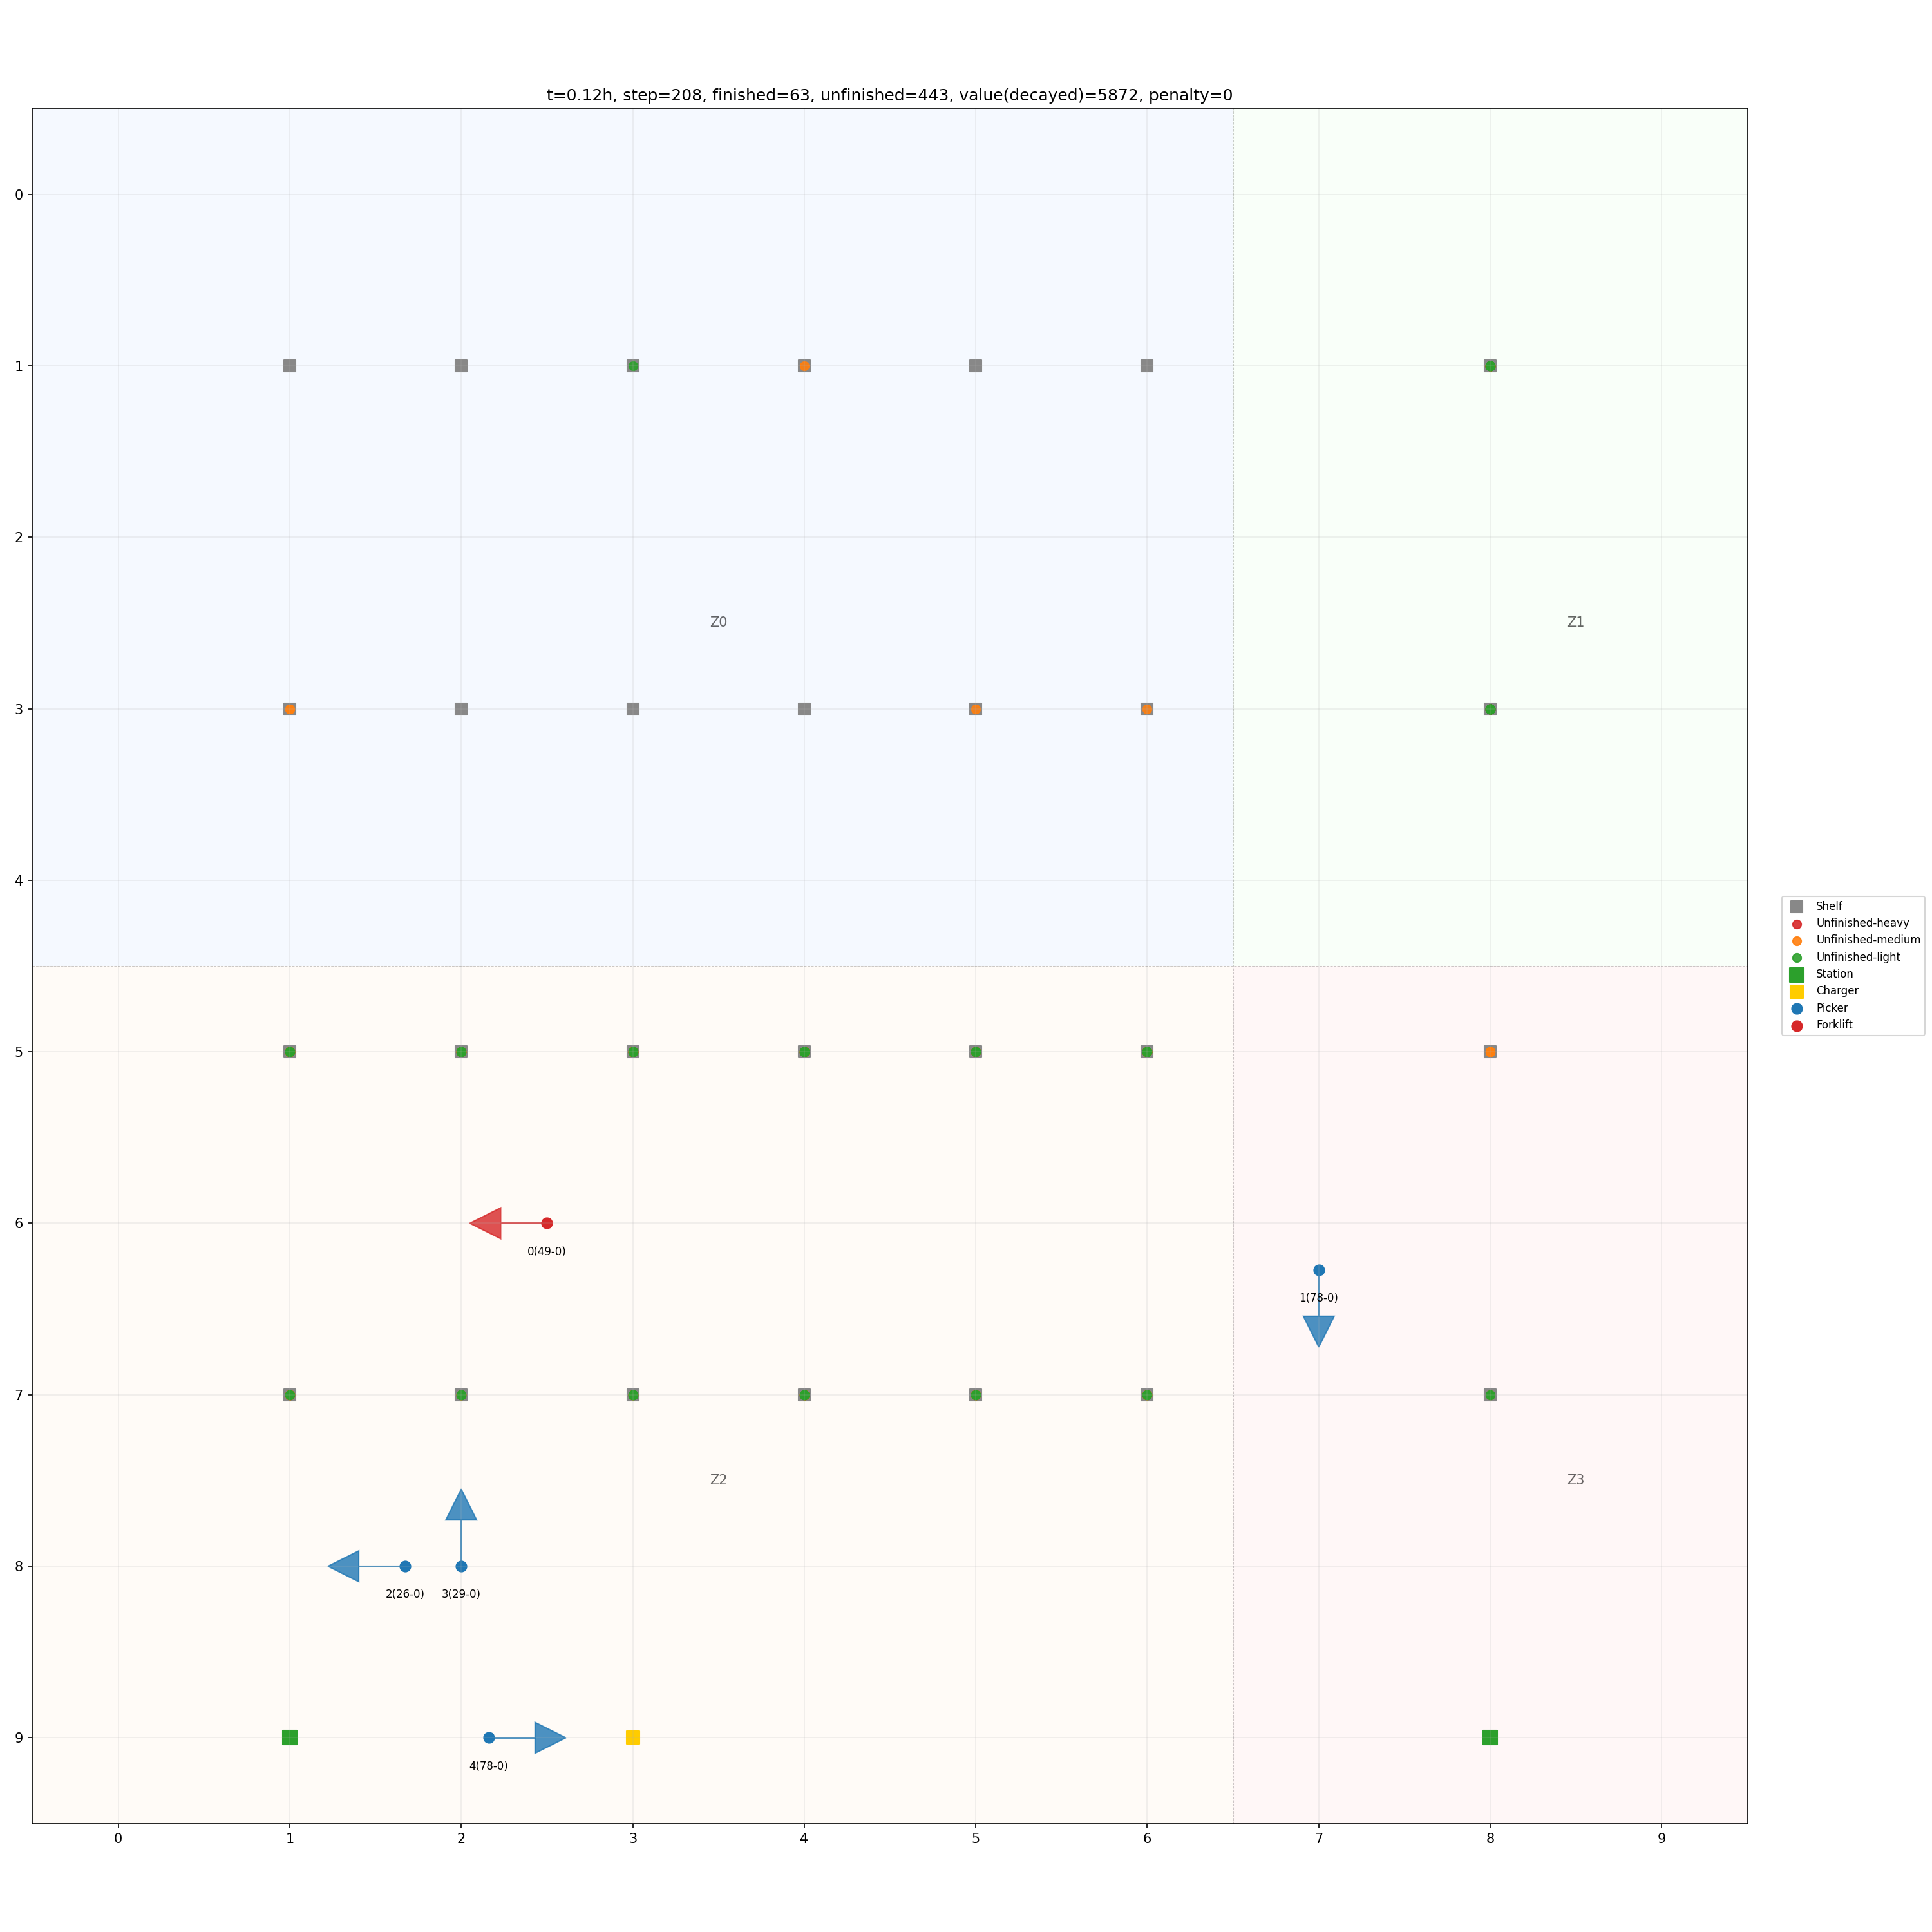 t=0.12h, step=208, finished=63, unfinished=443, value(decayed)=5872, penalty=0
0
1
2
Z0
Z1
3
4
Shelf
Unfinished-heavy
Unfinished-medium
Unfinished-light
Station
Charger
Picker
Forklift
5
6
0(49-0)
1(78-0)
7
Z2
Z3
8
2(26-0)
3(29-0)
9
4(78-0)
0 1 2 3 4 5 6 7 8 9